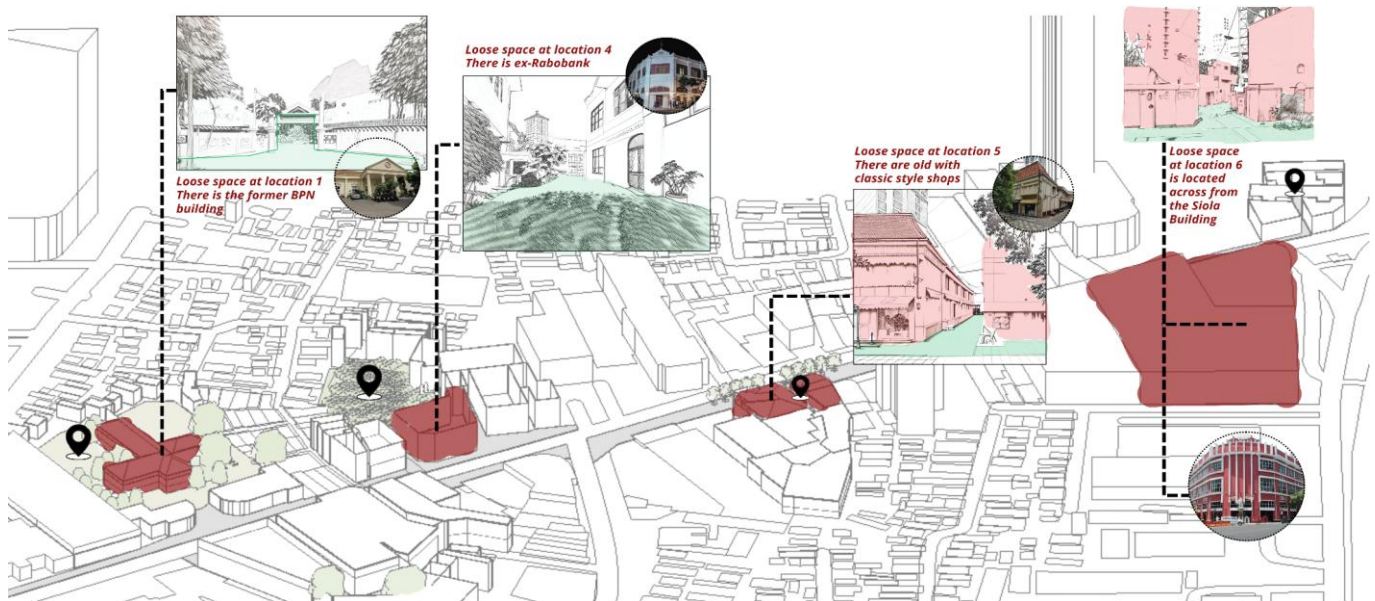 Loose space at location 1
There is the former BPN
building
Loose space at location 4
There is ex-Rabobank
Loose space at location 5
There are old with
classic style shops
Loose space
at location 6
is located
across from
the Siola
Building